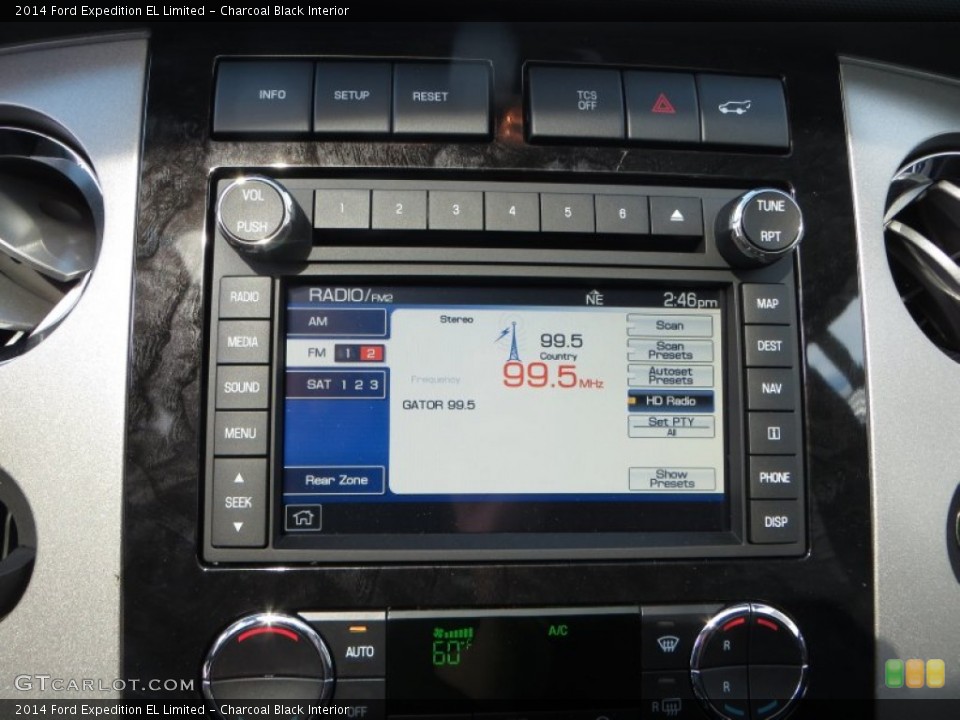 2014 Ford Expedition EL Limited - Charcoal Black Interior
INFO SETUP RESET TCS OFF
VOL PUSH
1 2 3 4 5 6
TUNE RPT
RADIO
MEDIA
SOUND
MENU
SEEK
RADIO/FM2 NE 2:46pm
AM
FM 1 2
SAT 1 2 3
Rear Zone
Stereo
99.5
Country
Frequency 99.5MHz
GATOR 99.5
Scan
Scan Presets
Autoset Presets
HD Radio
Set PTY
All
Show Presets
MAP
DEST
NAV
i
PHONE
DISP
AUTO
OFF
60°F
A/C
R
R
R
GTCARLOT.COM
2014 Ford Expedition EL Limited - Charcoal Black Interior